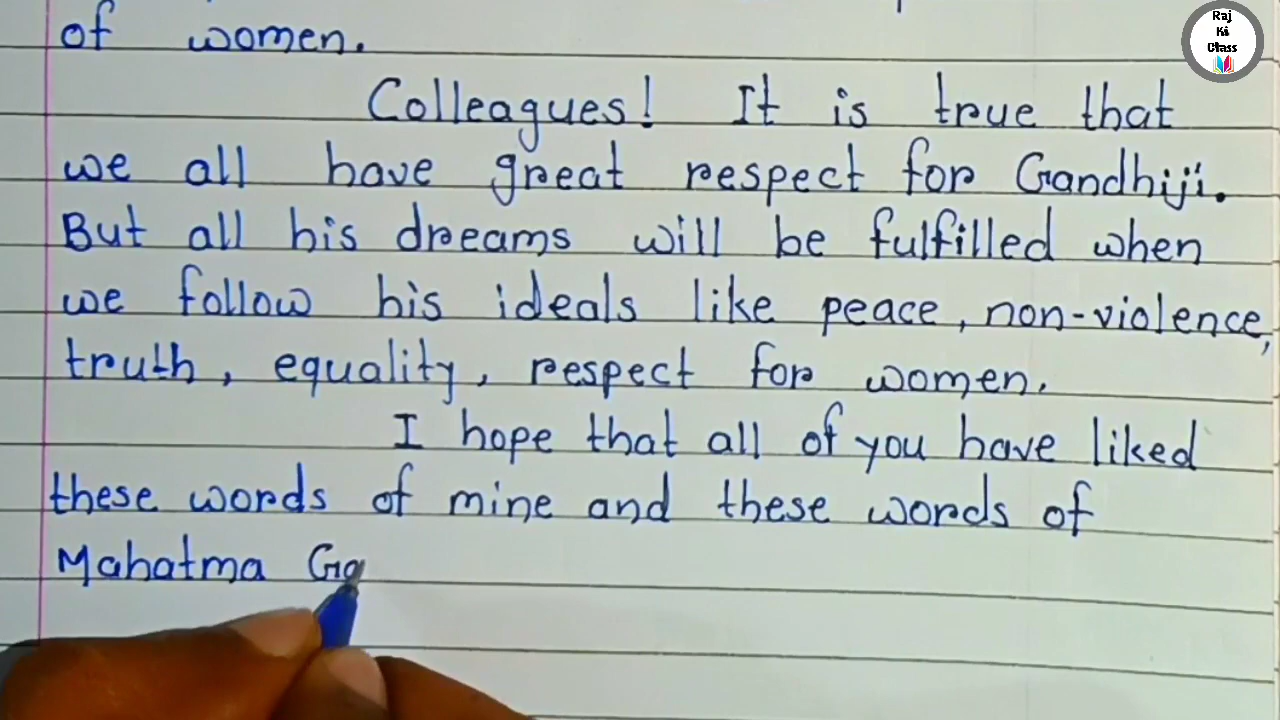 of women.
Raj
Ki
Class
Colleagues! It is true that
we all have great respect for Gandhiji.
But all his dreams will be fulfilled when
we follow his ideals like peace, non-violence,
truth, equality, respect for women.
I hope that all of you have liked
these words of mine and these words of
Mahatma Ga